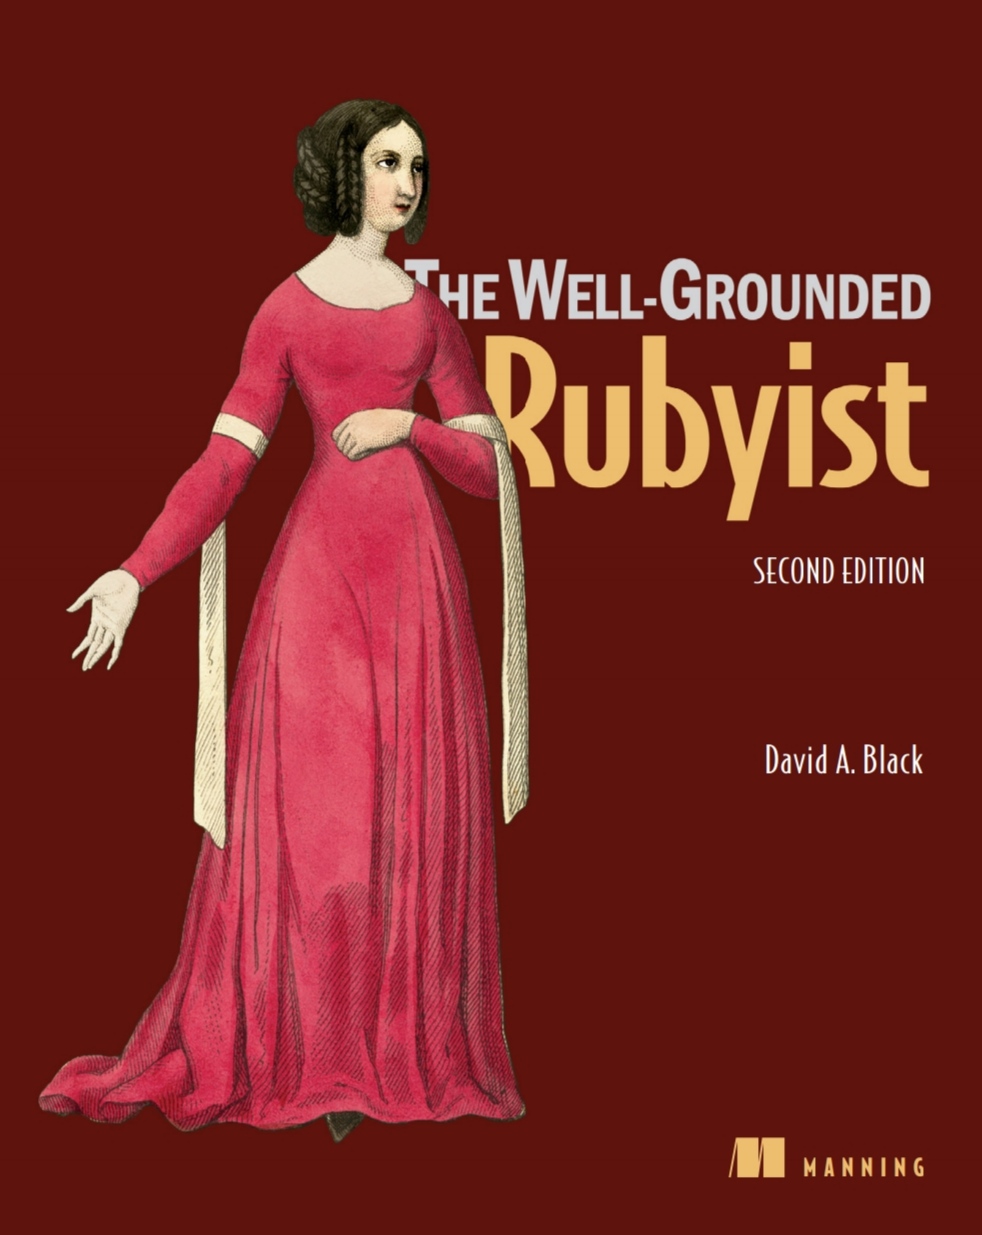 THE WELL-GROUNDED
Rubyist
SECOND EDITION
David A. Black
MANNING